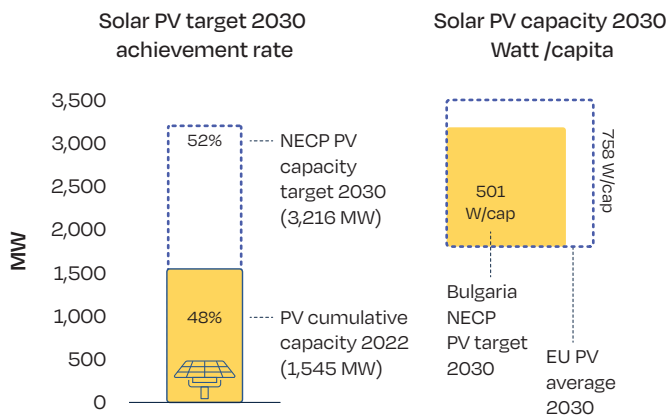 Solar PV target 2030
achievement rate
MW
3,500
3,000
2,500
2,000
1,500
1,000
500
0
52%
48%
NECP PV
capacity
target 2030
(3,216 MW)
PV cumulative
capacity 2022
(1,545 MW)
Solar PV capacity 2030
Watt /capita
501
W/cap
758 W/cap
Bulgaria
NECP
PV target
2030
EU PV
average
2030